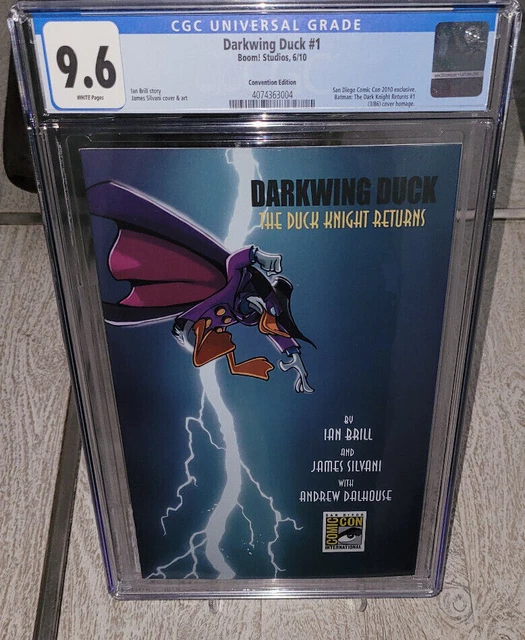 CGC UNIVERSAL GRADE
9.6
WHITE Pages
Darkwing Duck #1
Boom! Studios, 6/10
Convention Edition
4074363004
Ian Brill story
James Silvani cover & art
San Diego Comic Con 2010 exclusive.
Batman: The Dark Knight Returns #1
(3/86) cover homage.
DARKWING DUCK
THE DUCK KNIGHT RETURNS
BY
IAN BRILL
AND
JAMES SILVANI
WITH
ANDREW DALHOUSE
SAN DIEGO
COMIC CON
INTERNATIONAL